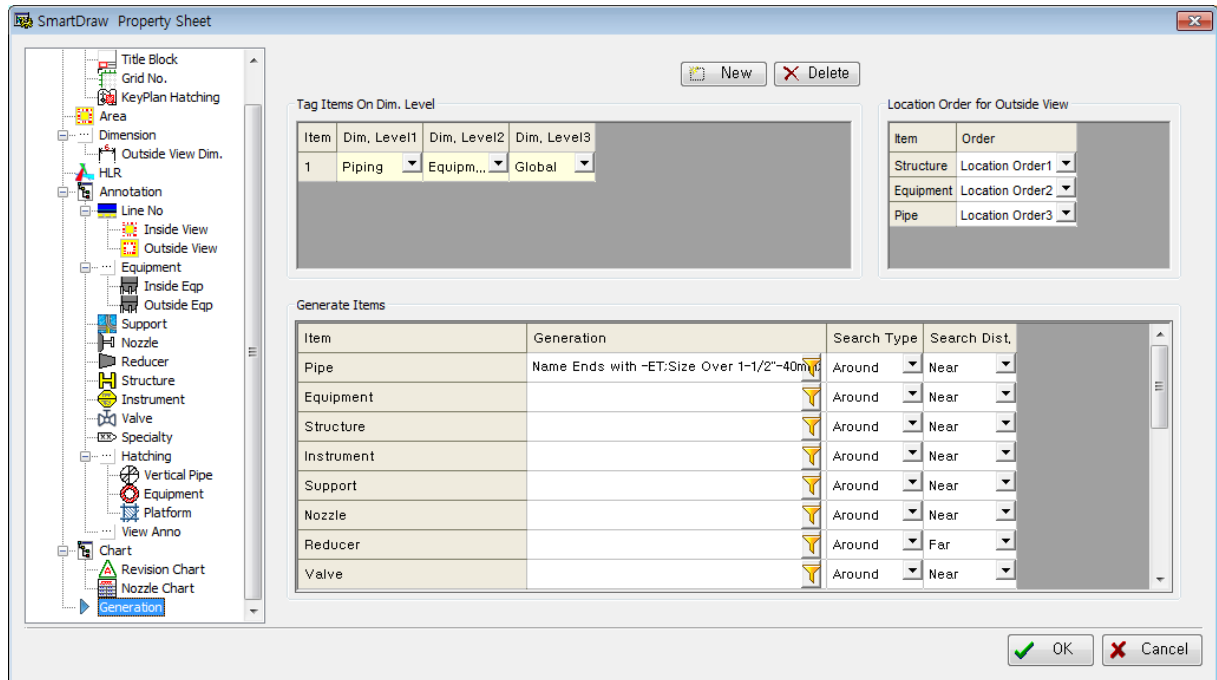 SmartDraw Property Sheet
Title Block
Grid No.
KeyPlan Hatching
Area
Dimension
Outside View Dim.
HLR
Annotation
Line No
Inside View
Outside View
Equipment
Inside Eqp
Outside Eqp
Support
Nozzle
Reducer
Structure
Instrument
Valve
Specialty
Hatching
Vertical Pipe
Equipment
Platform
View Anno
Chart
Revision Chart
Nozzle Chart
Generation
New Delete
Tag Items On Dim. Level
Item Dim, Level1 Dim, Level2 Dim, Level3
1 Piping Equipm,,, Global
Location Order for Outside View
Item Order
Structure Location Order1
Equipment Location Order2
Pipe Location Order3
Generate Items
Item Generation Search Type Search Dist,
Pipe Name Ends with -ET;Size Over 1-1/2"-40m Around Near
Equipment Around Near
Structure Around Near
Instrument Around Near
Support Around Near
Nozzle Around Near
Reducer Around Far
Valve Around Near
OK Cancel